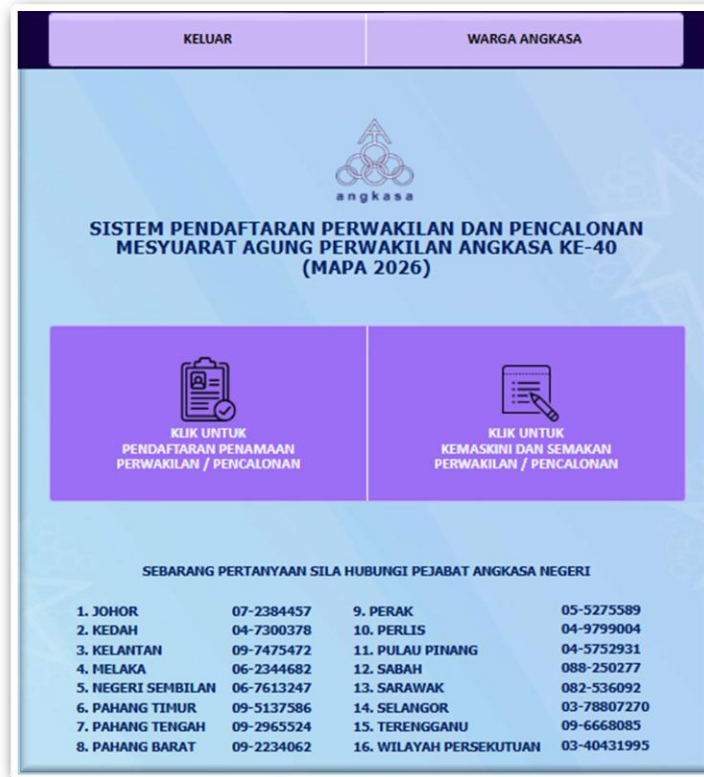 KELUAR
WARGA ANGKASA
angkasa
SISTEM PENDAFTARAN PERWAKILAN DAN PENCALONAN
MESYUARAT AGUNG PERWAKILAN ANGKASA KE-40
(MAPA 2026)
KLIK UNTUK
PENDAFTARAN PENAMAAN
PERWAKILAN / PENCALONAN
KLIK UNTUK
KEMASKINI DAN SEMAKAN
PERWAKILAN / PENCALONAN
SEBARANG PERTANYAAN SILA HUBUNGI PEJABAT ANGKASA NEGERI
1. JOHOR 07-2384457
2. KEDAH 04-7300378
3. KELANTAN 09-7475472
4. MELAKA 06-2344682
5. NEGERI SEMBILAN 06-7613247
6. PAHANG TIMUR 09-5137586
7. PAHANG TENGAH 09-2965524
8. PAHANG BARAT 09-2234062
9. PERAK 05-5275589
10. PERLIS 04-9799004
11. PULAU PINANG 04-5752931
12. SABAH 088-250277
13. SARAWAK 082-536092
14. SELANGOR 03-78807270
15. TERENGGANU 09-6668085
16. WILAYAH PERSEKUTUAN 03-40431995